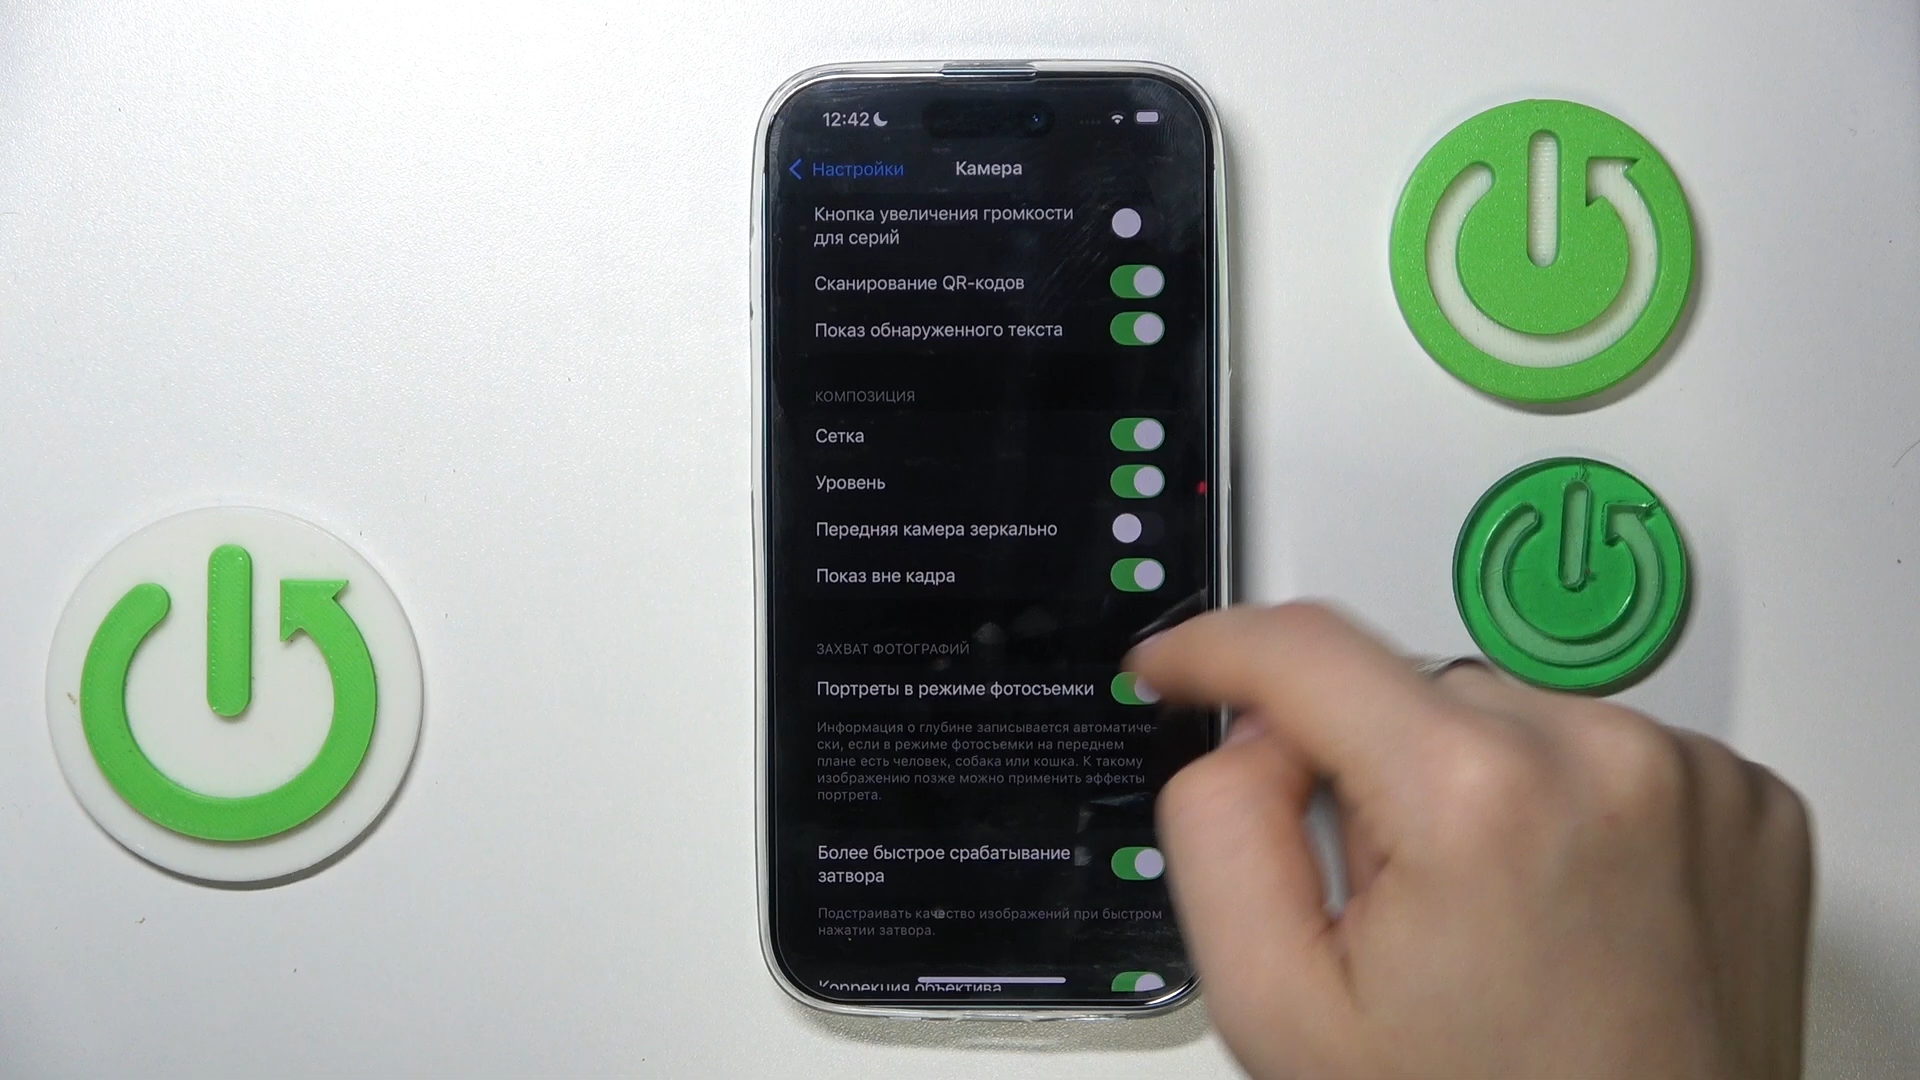 12:42
Настройки
Камера
Кнопка увеличения громкости
для серий
Сканирование QR-кодов
Показ обнаруженного текста
КОМПОЗИЦИЯ
Сетка
Уровень
Передняя камера зеркально
Показ вне кадра
ЗАХВАТ ФОТОГРАФИЙ
Портреты в режиме фотосъемки
Информация о глубине записывается автоматиче-
ски, если в режиме фотосъемки на переднем
плане есть человек, собака или кошка. К такому
изображению позже можно применить эффекты
портрета.
Более быстрое срабатывание
затвора
Подстраивать качество изображений при быстром
нажатии затвора.
Коррекция объектива